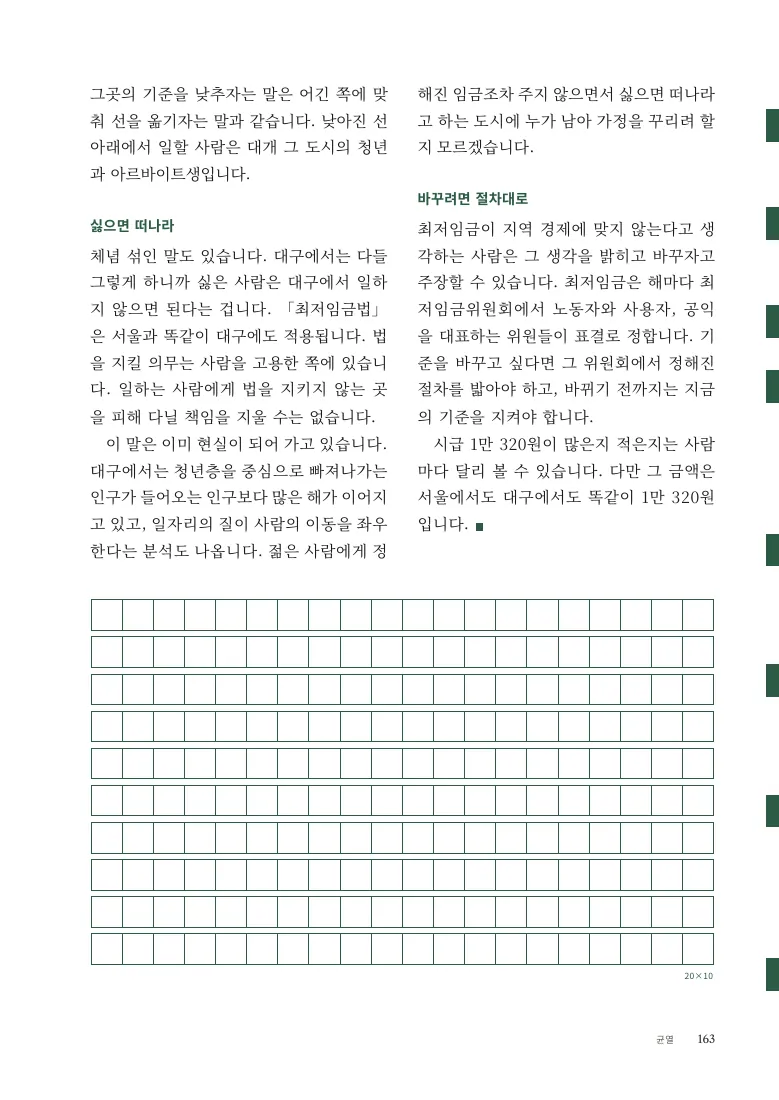 그곳의 기준을 낮추자는 말은 어긴 쪽에 맞
춰 선을 옮기자는 말과 같습니다. 낮아진 선
아래에서 일할 사람은 대개 그 도시의 청년
과 아르바이트생입니다.
싫으면 떠나라
체념 섞인 말도 있습니다. 대구에서는 다들
그렇게 하니까 싫은 사람은 대구에서 일하
지 않으면 된다는 겁니다. 「최저임금법」
은 서울과 똑같이 대구에도 적용됩니다. 법
을 지킬 의무는 사람을 고용한 쪽에 있습니
다. 일하는 사람에게 법을 지키지 않는 곳
을 피해 다닐 책임을 지울 수는 없습니다.
이 말은 이미 현실이 되어 가고 있습니다.
대구에서는 청년층을 중심으로 빠져나가는
인구가 들어오는 인구보다 많은 해가 이어지
고 있고, 일자리의 질이 사람의 이동을 좌우
한다는 분석도 나옵니다. 젊은 사람에게 정
해진 임금조차 주지 않으면서 싫으면 떠나라
고 하는 도시에 누가 남아 가정을 꾸리려 할
지 모르겠습니다.
바꾸려면 절차대로
최저임금이 지역 경제에 맞지 않는다고 생
각하는 사람은 그 생각을 밝히고 바꾸자고
주장할 수 있습니다. 최저임금은 해마다 최
저임금위원회에서 노동자와 사용자, 공익
을 대표하는 위원들이 표결로 정합니다. 기
준을 바꾸고 싶다면 그 위원회에서 정해진
절차를 밟아야 하고, 바뀌기 전까지는 지금
의 기준을 지켜야 합니다.
시급 1만 320원이 많은지 적은지는 사람
마다 달리 볼 수 있습니다. 다만 그 금액은
서울에서도 대구에서도 똑같이 1만 320원
입니다. ■
20×10
균열 163